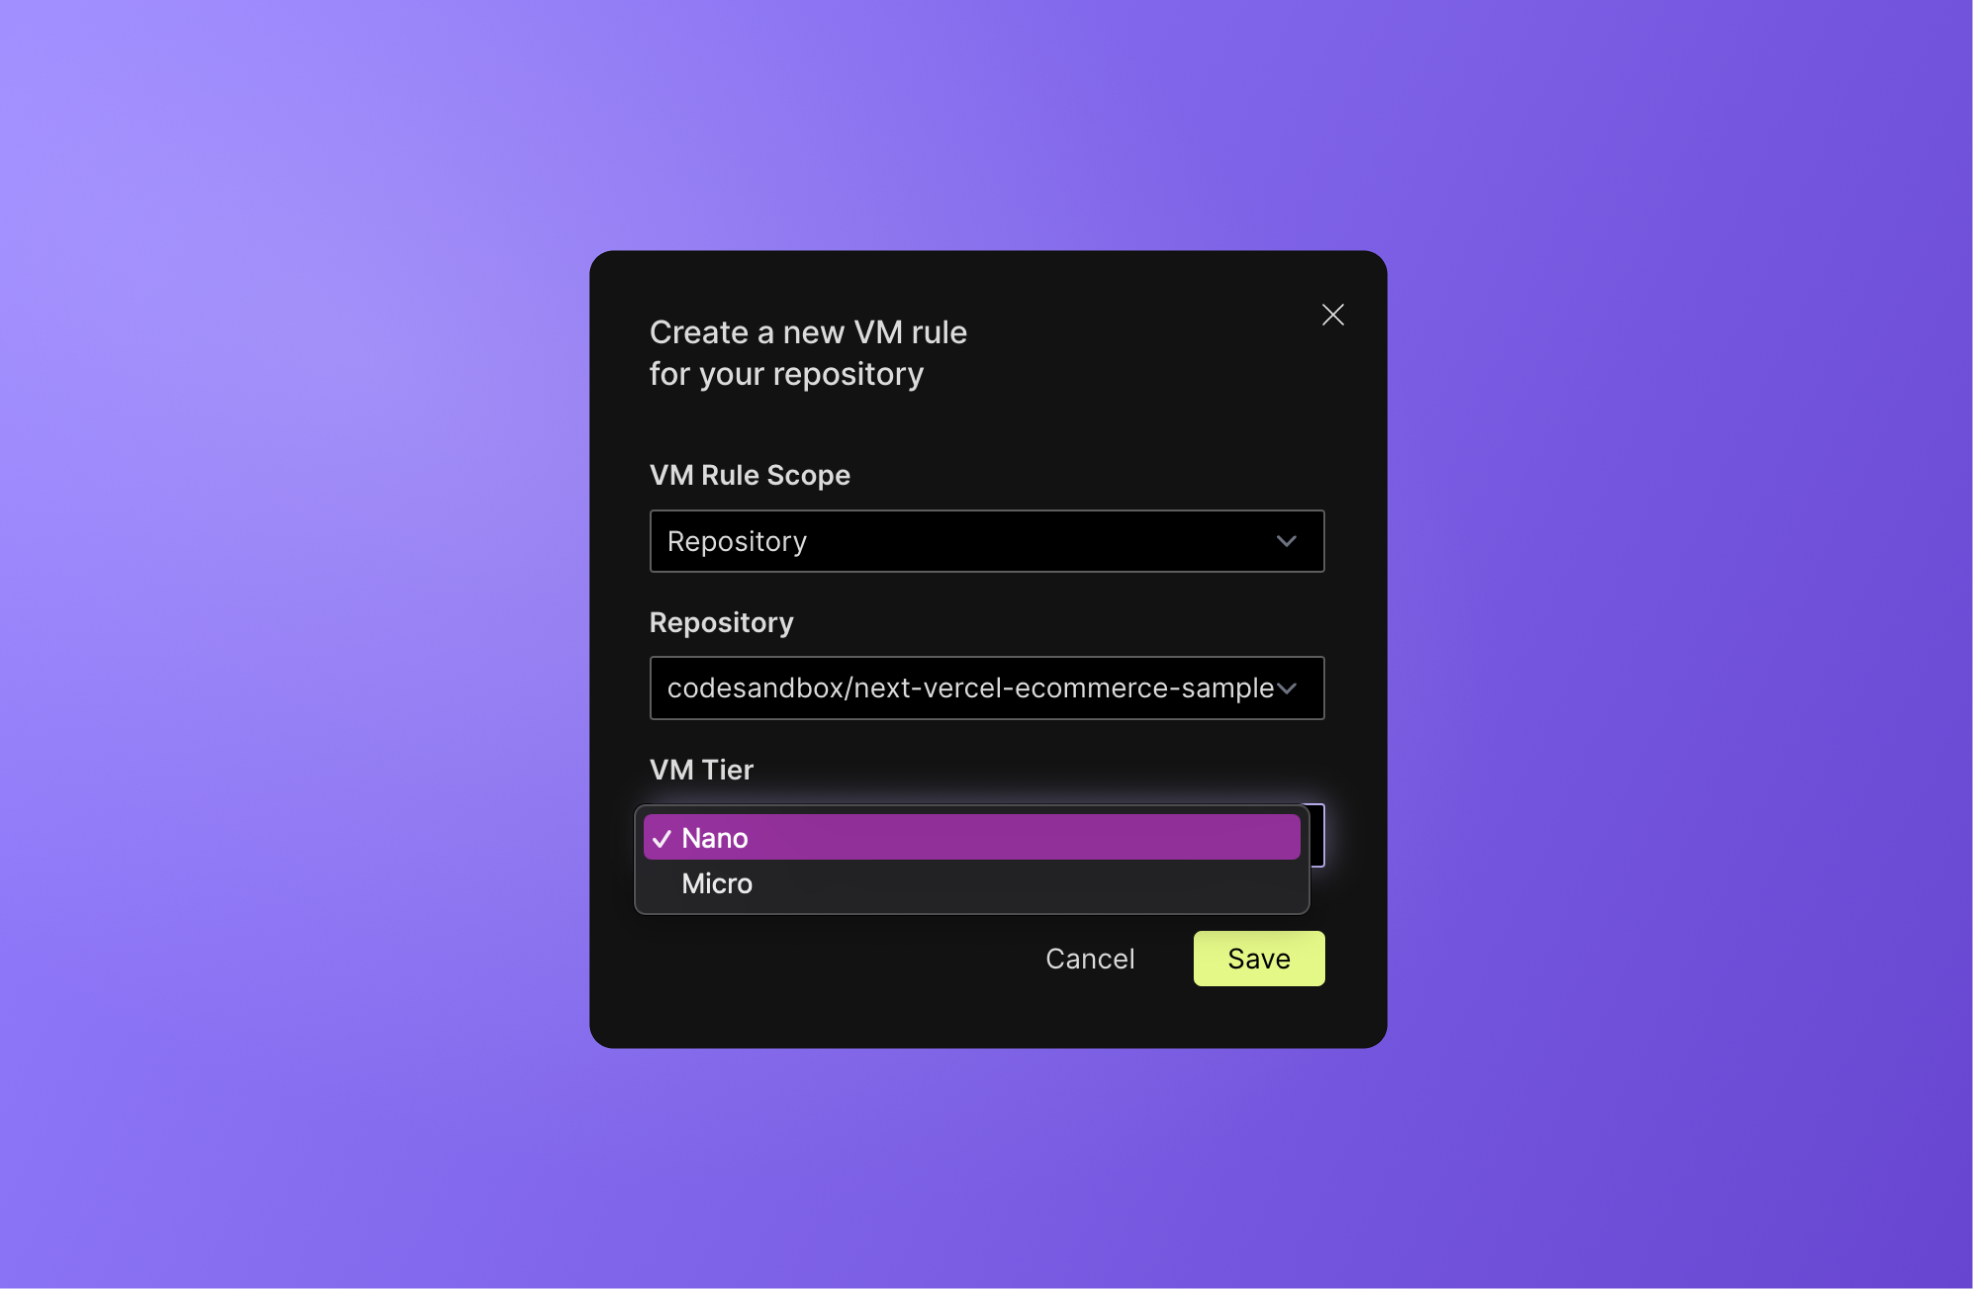 Create a new VM rule
for your repository
VM Rule Scope
Repository
Repository
codesandbox/next-vercel-ecommerce-sample
VM Tier
Nano
Micro
Cancel
Save